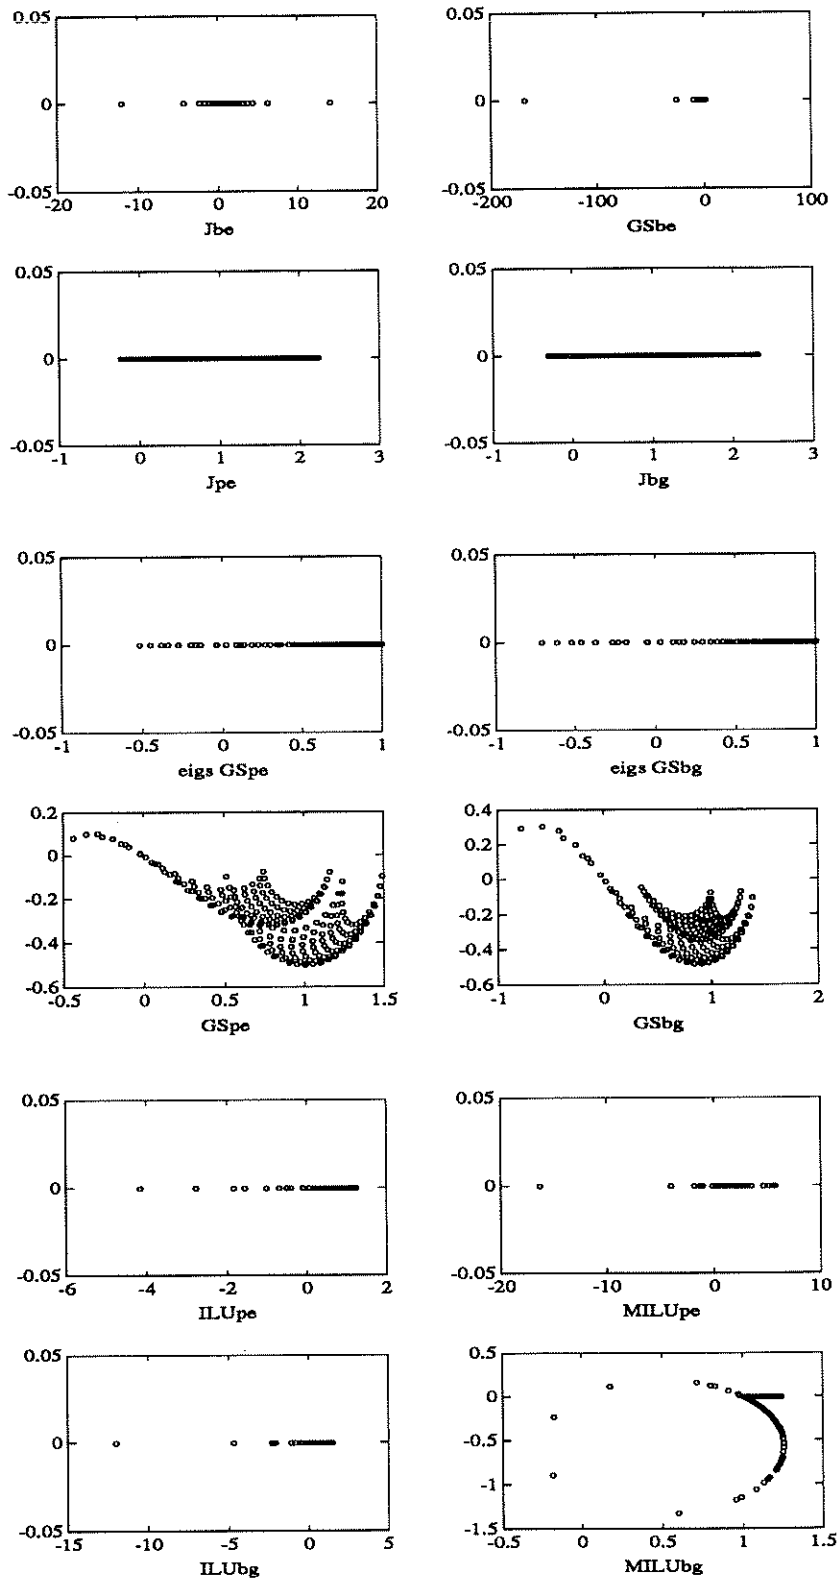 0.05 0.05
0 0
-0.05 -0.05
-20 -10 0 10 20 -200 -100 0 100
Jbe GSbe
0.05 0.05
0 0
-0.05 -0.05
-1 0 1 2 3 -1 0 1 2 3
Jpe Jbg
0.05 0.05
0 0
-0.05 -0.05
-1 -0.5 0 0.5 1 -1 -0.5 0 0.5 1
eigs GSpe eigs GSbg
0.2 0.4
0 0.2
-0.2 0
-0.4 -0.2
-0.6 -0.4
-0.6
-0.5 0 0.5 1 1.5 -1 0 1 2
GSpe GSbg
0.05 0.05
0 0
-0.05 -0.05
-6 -4 -2 0 2 -20 -10 0 10
ILUpe MILUpe
0.05 0.5
0 0
-0.5
-1
-0.05 -1.5
-15 -10 -5 0 5 -0.5 0 0.5 1 1.5
ILUbg MILUbg